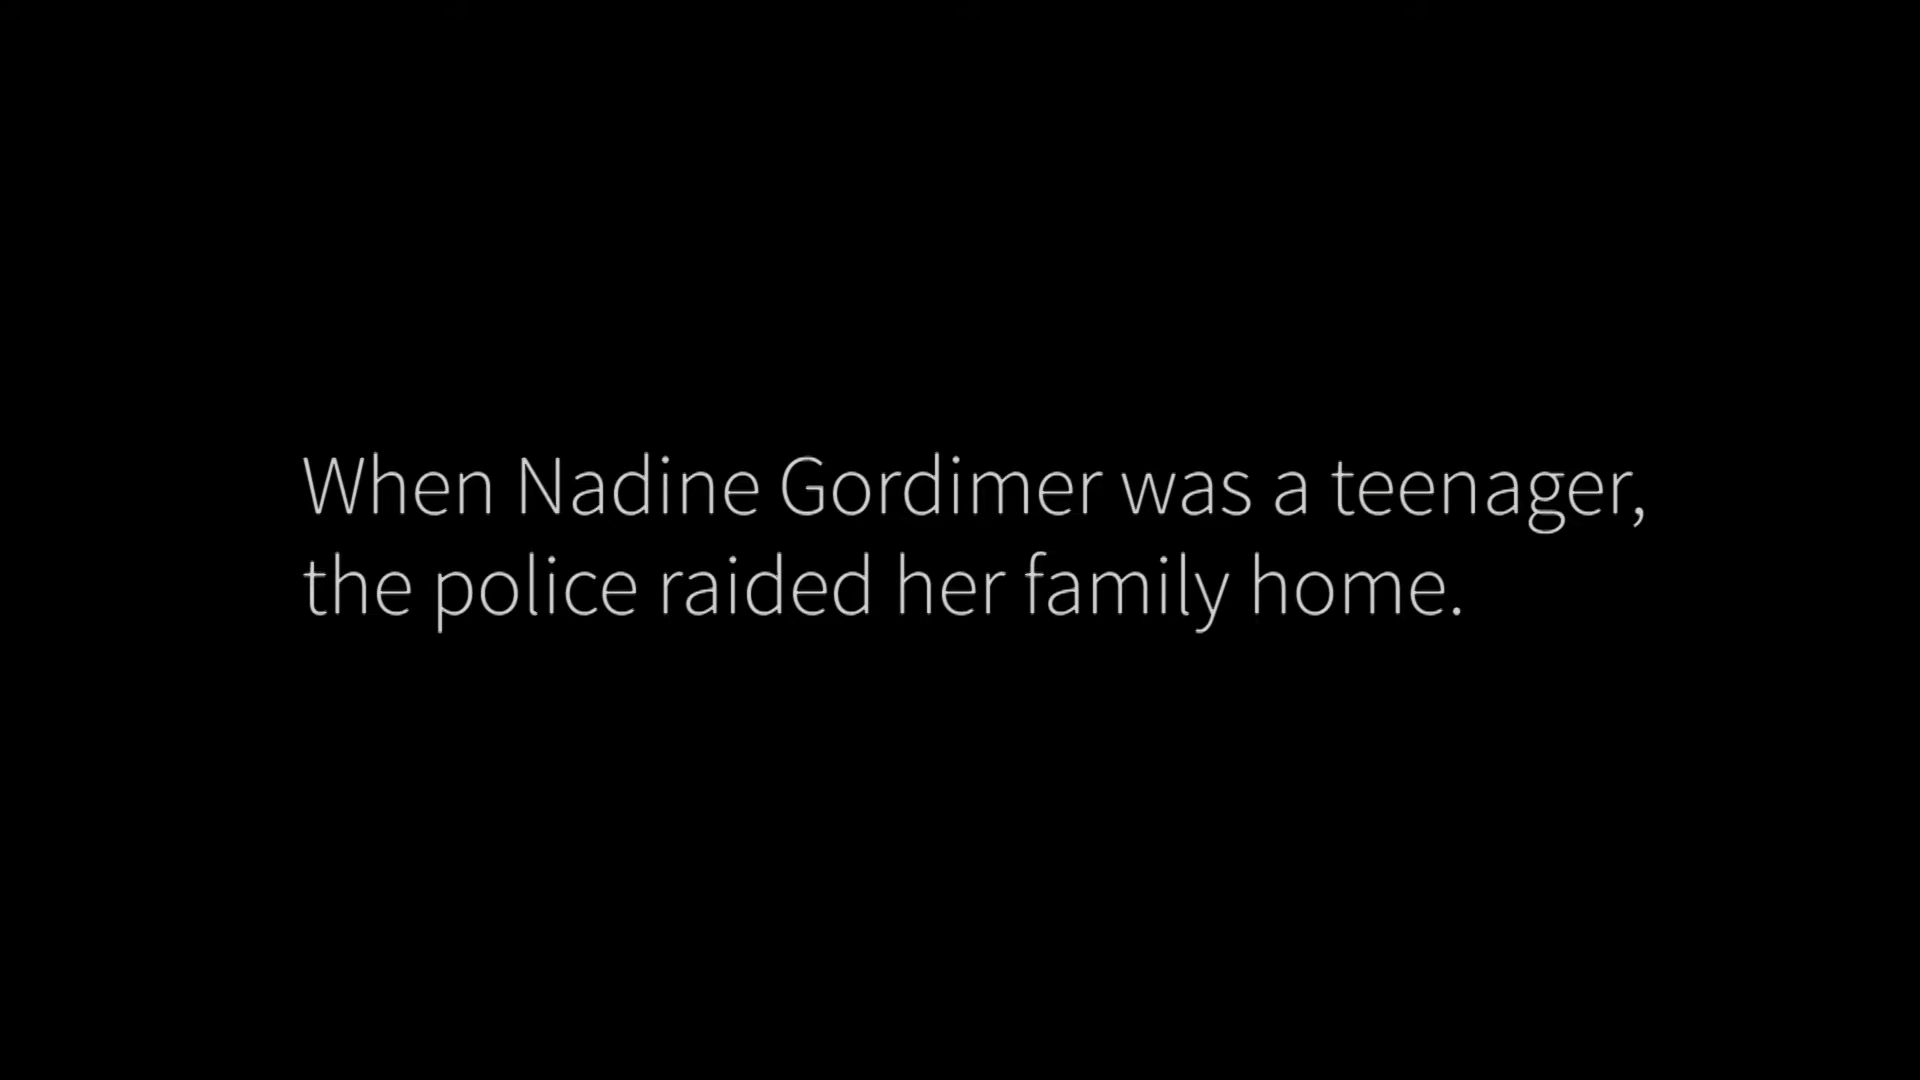 When Nadine Gordimer was a teenager,
the police raided her family home.